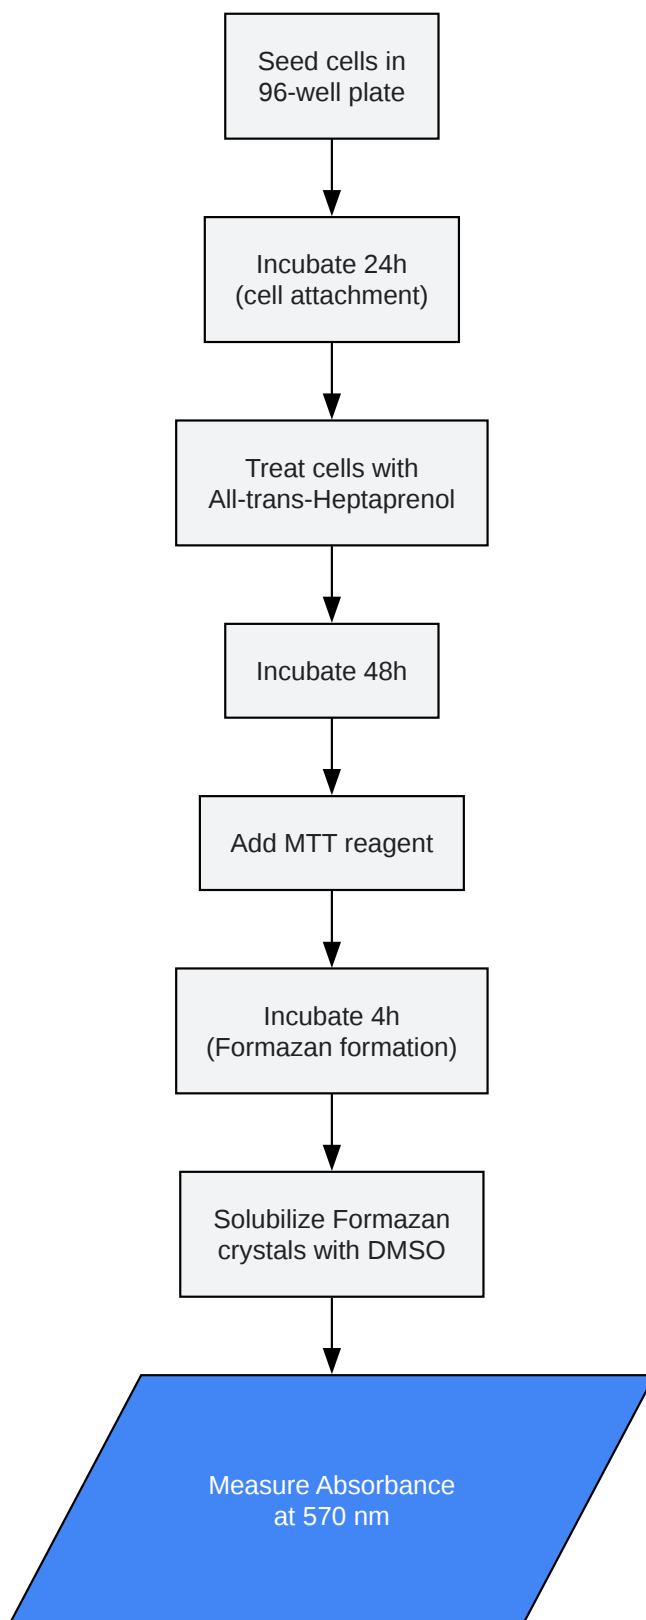 Seed cells in
96-well plate
Incubate 24h
(cell attachment)
Treat cells with
All-trans-Heptaprenol
Incubate 48h
Add MTT reagent
Incubate 4h
(Formazan formation)
Solubilize Formazan
crystals with DMSO
Measure Absorbance
at 570 nm